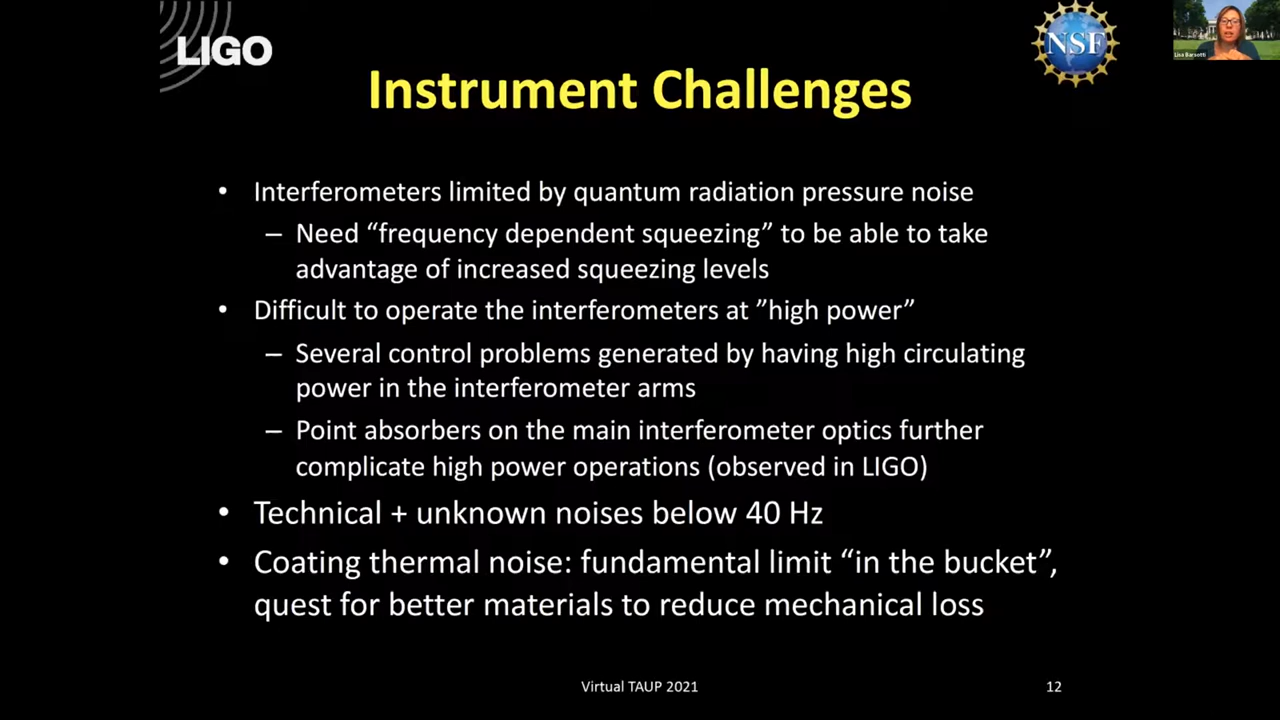 LIGO
NSF
Lisa Barsotti
Instrument Challenges
• Interferometers limited by quantum radiation pressure noise
– Need “frequency dependent squeezing” to be able to take
advantage of increased squeezing levels
• Difficult to operate the interferometers at ”high power”
– Several control problems generated by having high circulating
power in the interferometer arms
– Point absorbers on the main interferometer optics further
complicate high power operations (observed in LIGO)
• Technical + unknown noises below 40 Hz
• Coating thermal noise: fundamental limit “in the bucket”,
quest for better materials to reduce mechanical loss
Virtual TAUP 2021
12